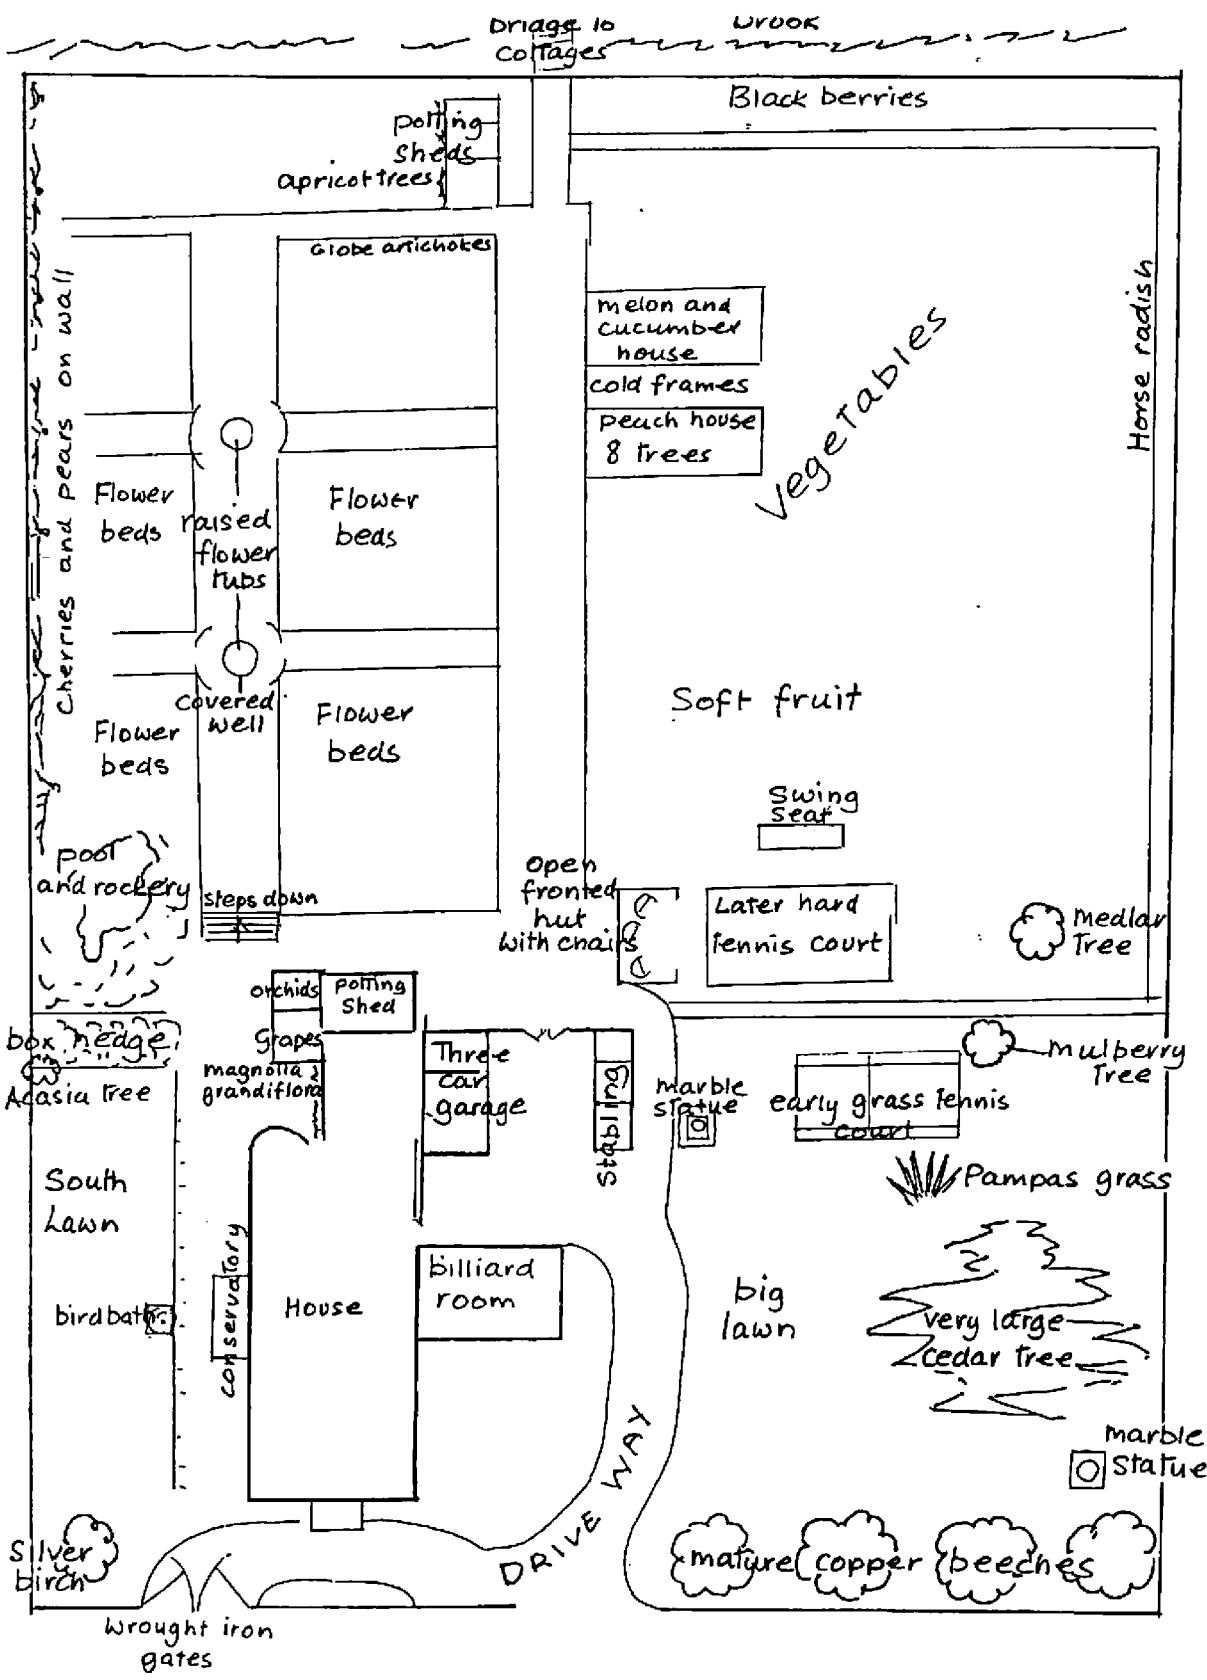 Bridge to
Cottages
brook
Black berries
potting
sheds
apricot trees
Globe artichokes
Cherries and pears on wall
melon and
cucumber
house
cold frames
peach house
8 trees
Vegetables
Horse radish
Flower
beds
raised
flower
tubs
Flower
beds
covered
well
Flower
beds
Flower
beds
Soft fruit
Swing
seat
pool
and rockery
steps down
open
fronted
hut
with chairs
Later hard
Tennis court
Medlar
Tree
orchids
potting
Shed
grapes
magnolia
grandiflora
box hedge
Acasia tree
Three
car
garage
Stabling
marble
statue
early grass tennis
court
Mulberry
Tree
Pampas grass
South
Lawn
birdbath
conservatory
House
billiard
room
big
lawn
very large
cedar tree
marble
statue
DRIVE WAY
Silver
birch
mature copper beeches
Wrought iron
gates